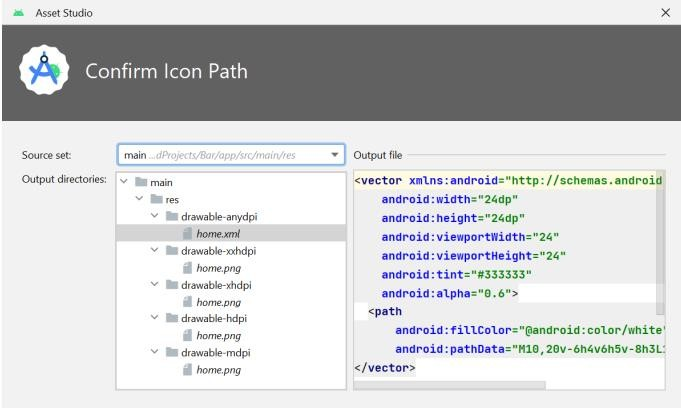 Asset Studio
Confirm Icon Path
Source set:
main ...dProjects/Bar/app/src/main/res
Output file
Output directories:
main
res
drawable-anydpi
home.xml
drawable-xxhdpi
home.png
drawable-xhdpi
home.png
drawable-hdpi
home.png
drawable-mdpi
home.png
<vector xmlns:android="http://schemas.android
android:width="24dp"
android:height="24dp"
android:viewportWidth="24"
android:viewportHeight="24"
android:tint="#333333"
android:alpha="0.6">
<path
android:fillColor="@android:color/white"
android:pathData="M10,20v-6h4v6h5v-8h3L
</vector>